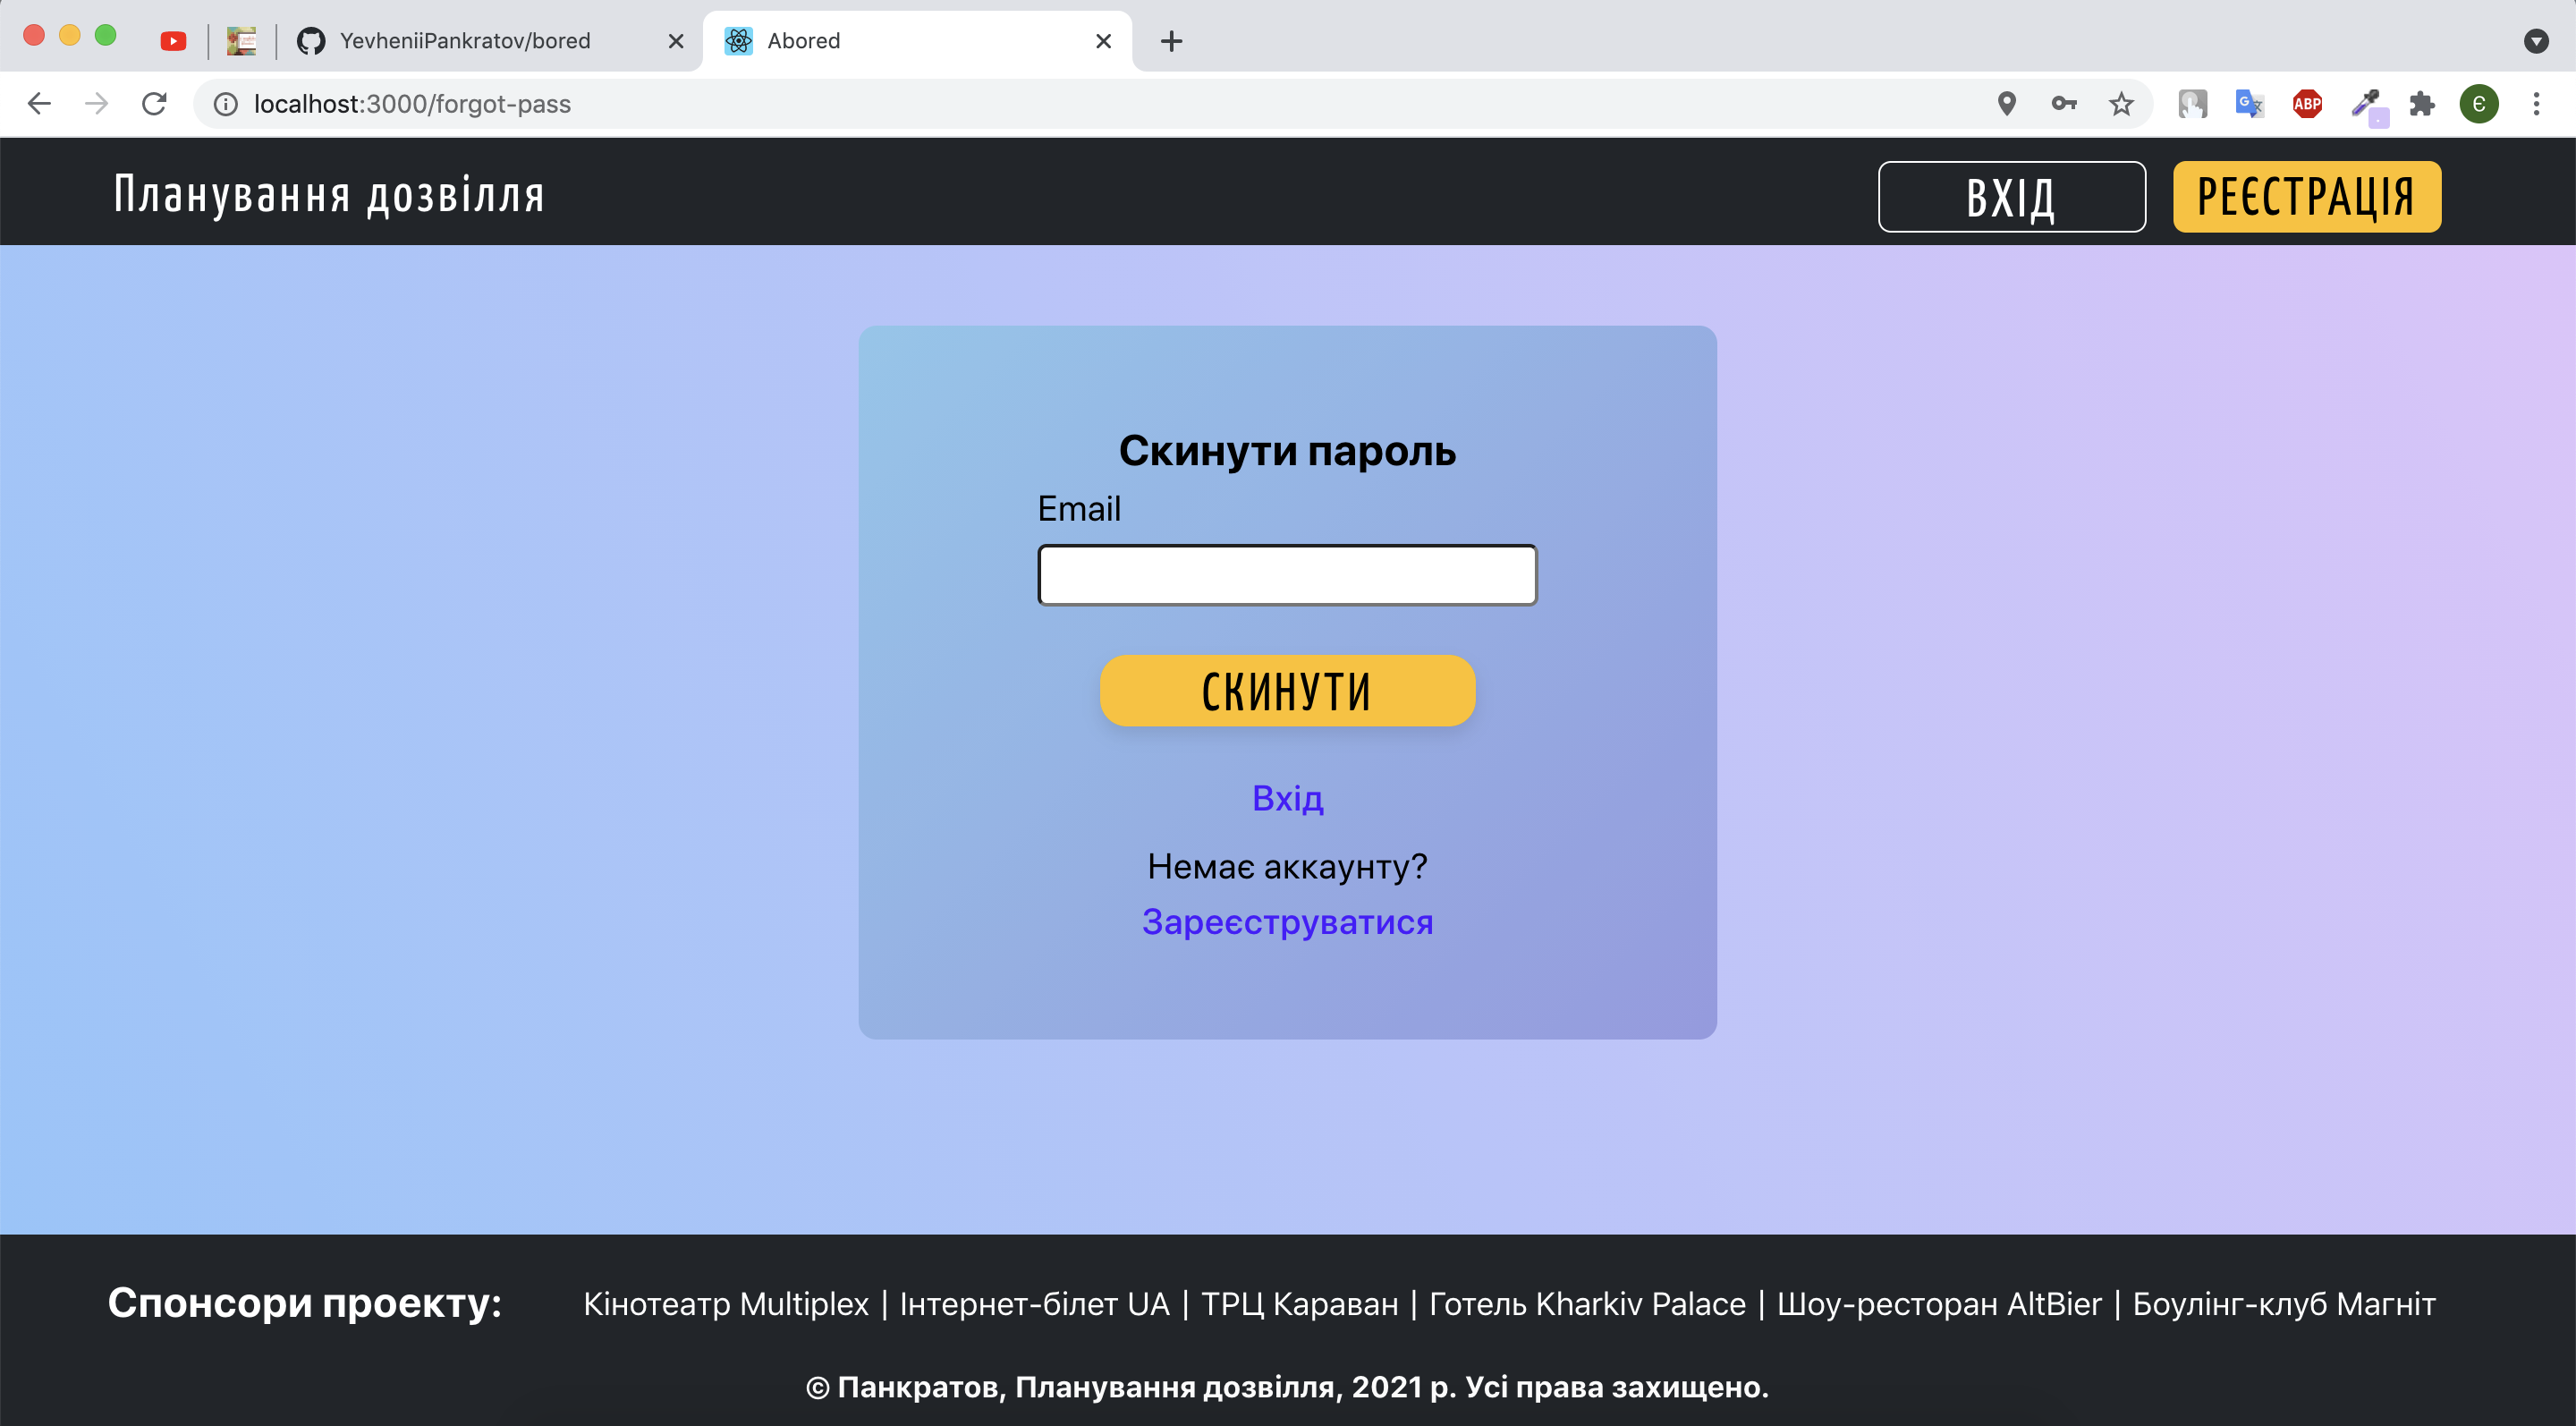 YevheniiPankratov/bored
Abored
localhost:3000/forgot-pass
ABP
Є
Планування дозвілля
ВХІД
РЕЄСТРАЦІЯ
Скинути пароль
Email
СКИНУТИ
Вхід
Немає аккаунту?
Зареєструватися
Спонсори проекту:
Кінотеатр Multiplex | Інтернет-білет UA | ТРЦ Караван | Готель Kharkiv Palace | Шоу-ресторан AltBier | Боулінг-клуб Магніт
© Панкратов, Планування дозвілля, 2021 р. Усі права захищено.